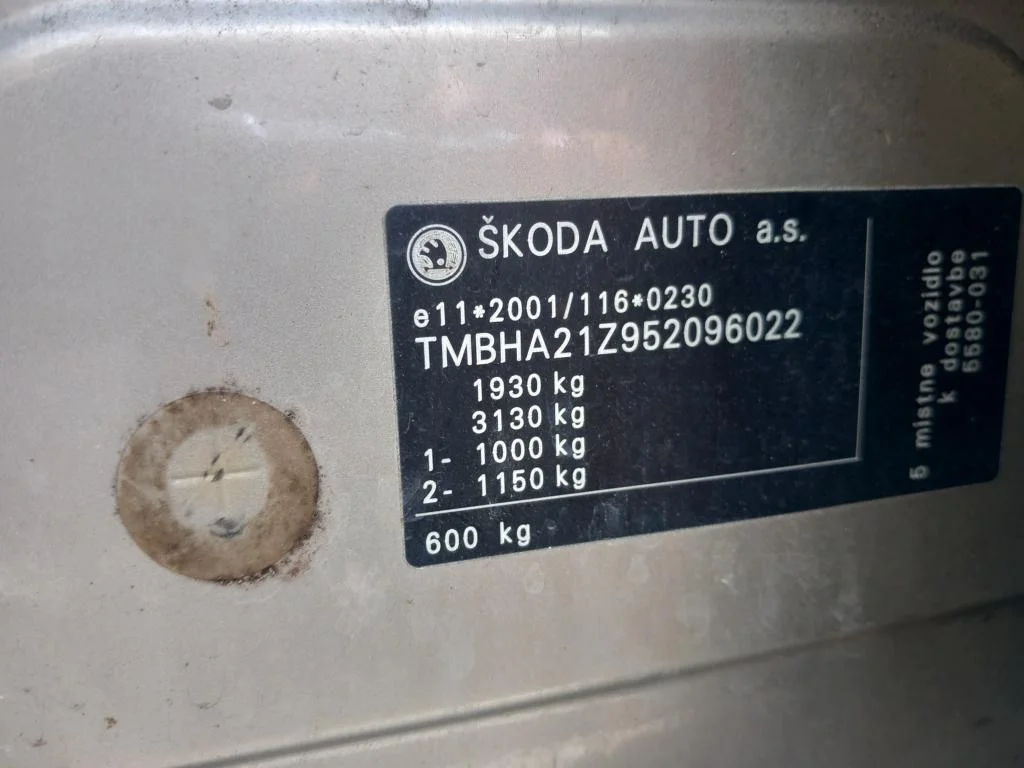 ŠKODA AUTO a.s.
e11*2001/116*0230
TMBHA21Z952096022
1930 kg
3130 kg
1- 1000 kg
2- 1150 kg
600 kg
5 mistne vozidlo
k dostavbe
5580-031